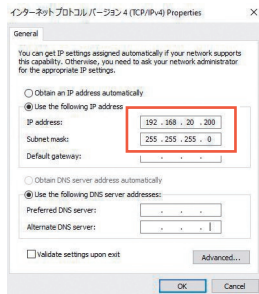 インターネット プロトコル バージョン 4 (TCP/IPv4) Properties
General
You can get IP settings assigned automatically if your network supports
this capability. Otherwise, you need to ask your network administrator
for the appropriate IP settings.
Obtain an IP address automatically
Use the following IP address
IP address: 192 . 168 . 20 . 200
Subnet mask: 255 . 255 . 255 . 0
Default gateway: . . .
Obtain DNS server address automatically
Use the following DNS server addresses:
Preferred DNS server: . . .
Alternate DNS server: . . .
Validate settings upon exit
Advanced...
OK Cancel